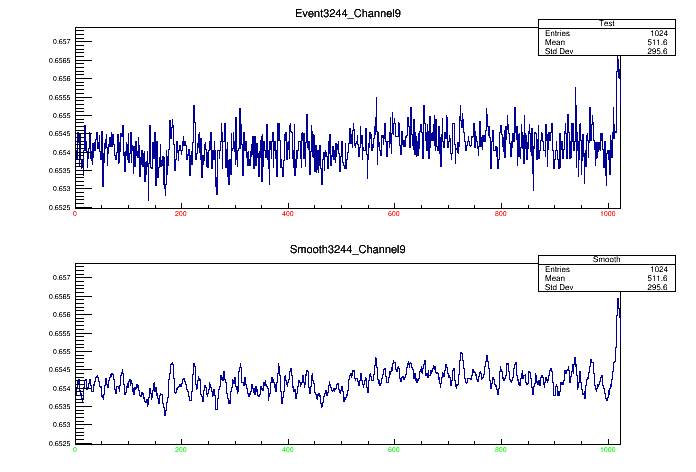 Event3244_Channel9
Test
Entries 1024
Mean 511.6
Std Dev 295.6
0.657
0.6565
0.656
0.6555
0.655
0.6545
0.654
0.6535
0.653
0.6525
0 200 400 600 800 1000
Smooth3244_Channel9
Smooth
Entries 1024
Mean 511.6
Std Dev 295.6
0.657
0.6565
0.656
0.6555
0.655
0.6545
0.654
0.6535
0.653
0.6525
0 200 400 600 800 1000